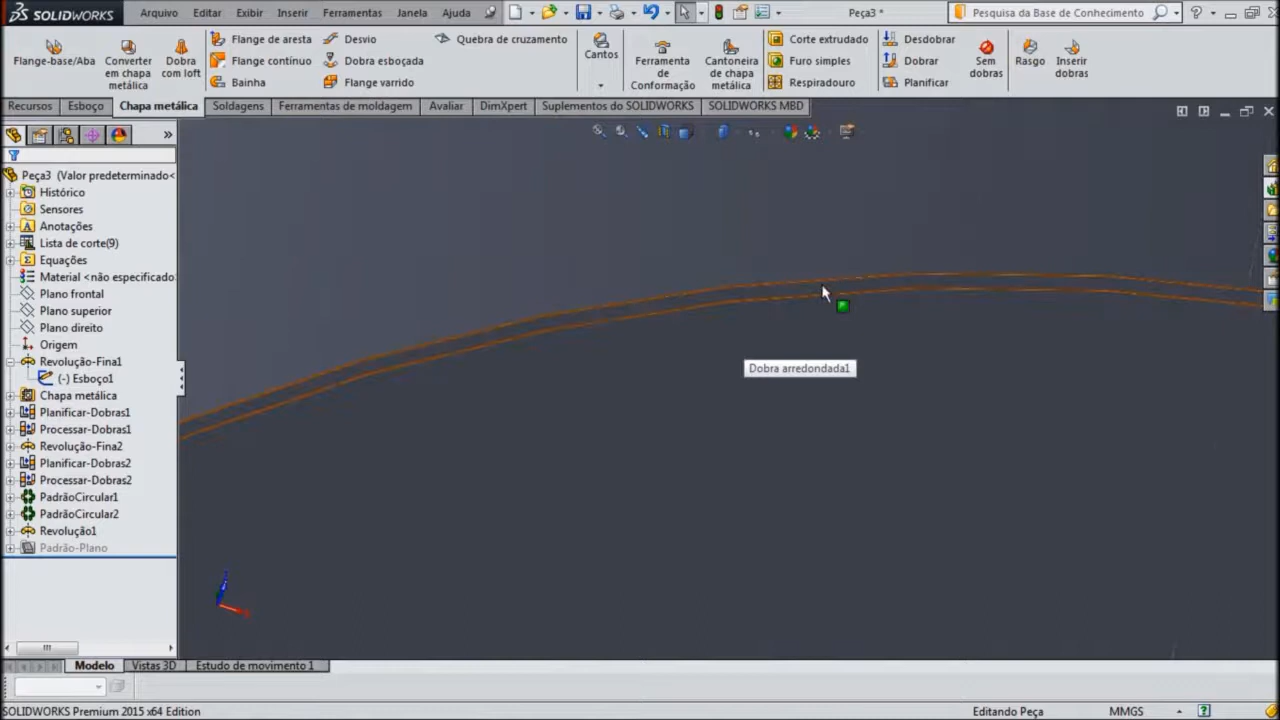 SOLIDWORKS
Arquivo Editar Exibir Inserir Ferramentas Janela Ajuda
Peça3 *
Pesquisa da Base de Conhecimento
Flange-base/Aba
Converter em chapa metálica
Dobra com loft
Flange de aresta
Flange contínuo
Bainha
Desvio
Dobra esboçada
Flange varrido
Quebra de cruzamento
Cantos
Ferramenta de Conformação
Cantoneira de chapa metálica
Corte extrudado
Furo simples
Respiradouro
Desdobrar
Dobrar
Planificar
Sem dobras
Rasgo
Inserir dobras
Recursos Esboço Chapa metálica Soldagens Ferramentas de moldagem Avaliar DimXpert Suplementos do SOLIDWORKS SOLIDWORKS MBD
Peça3 (Valor predeterminado<
Histórico
Sensores
Anotações
Lista de corte(9)
Equações
Material <não especificado
Plano frontal
Plano superior
Plano direito
Origem
Revolução-Fina1
(-) Esboço1
Chapa metálica
Planificar-Dobras1
Processar-Dobras1
Revolução-Fina2
Planificar-Dobras2
Processar-Dobras2
PadrãoCircular1
PadrãoCircular2
Revolução1
Padrão-Plano
Dobra arredondada1
Modelo Vistas 3D Estudo de movimento 1
SOLIDWORKS Premium 2015 x64 Edition
Editando Peça
MMGS